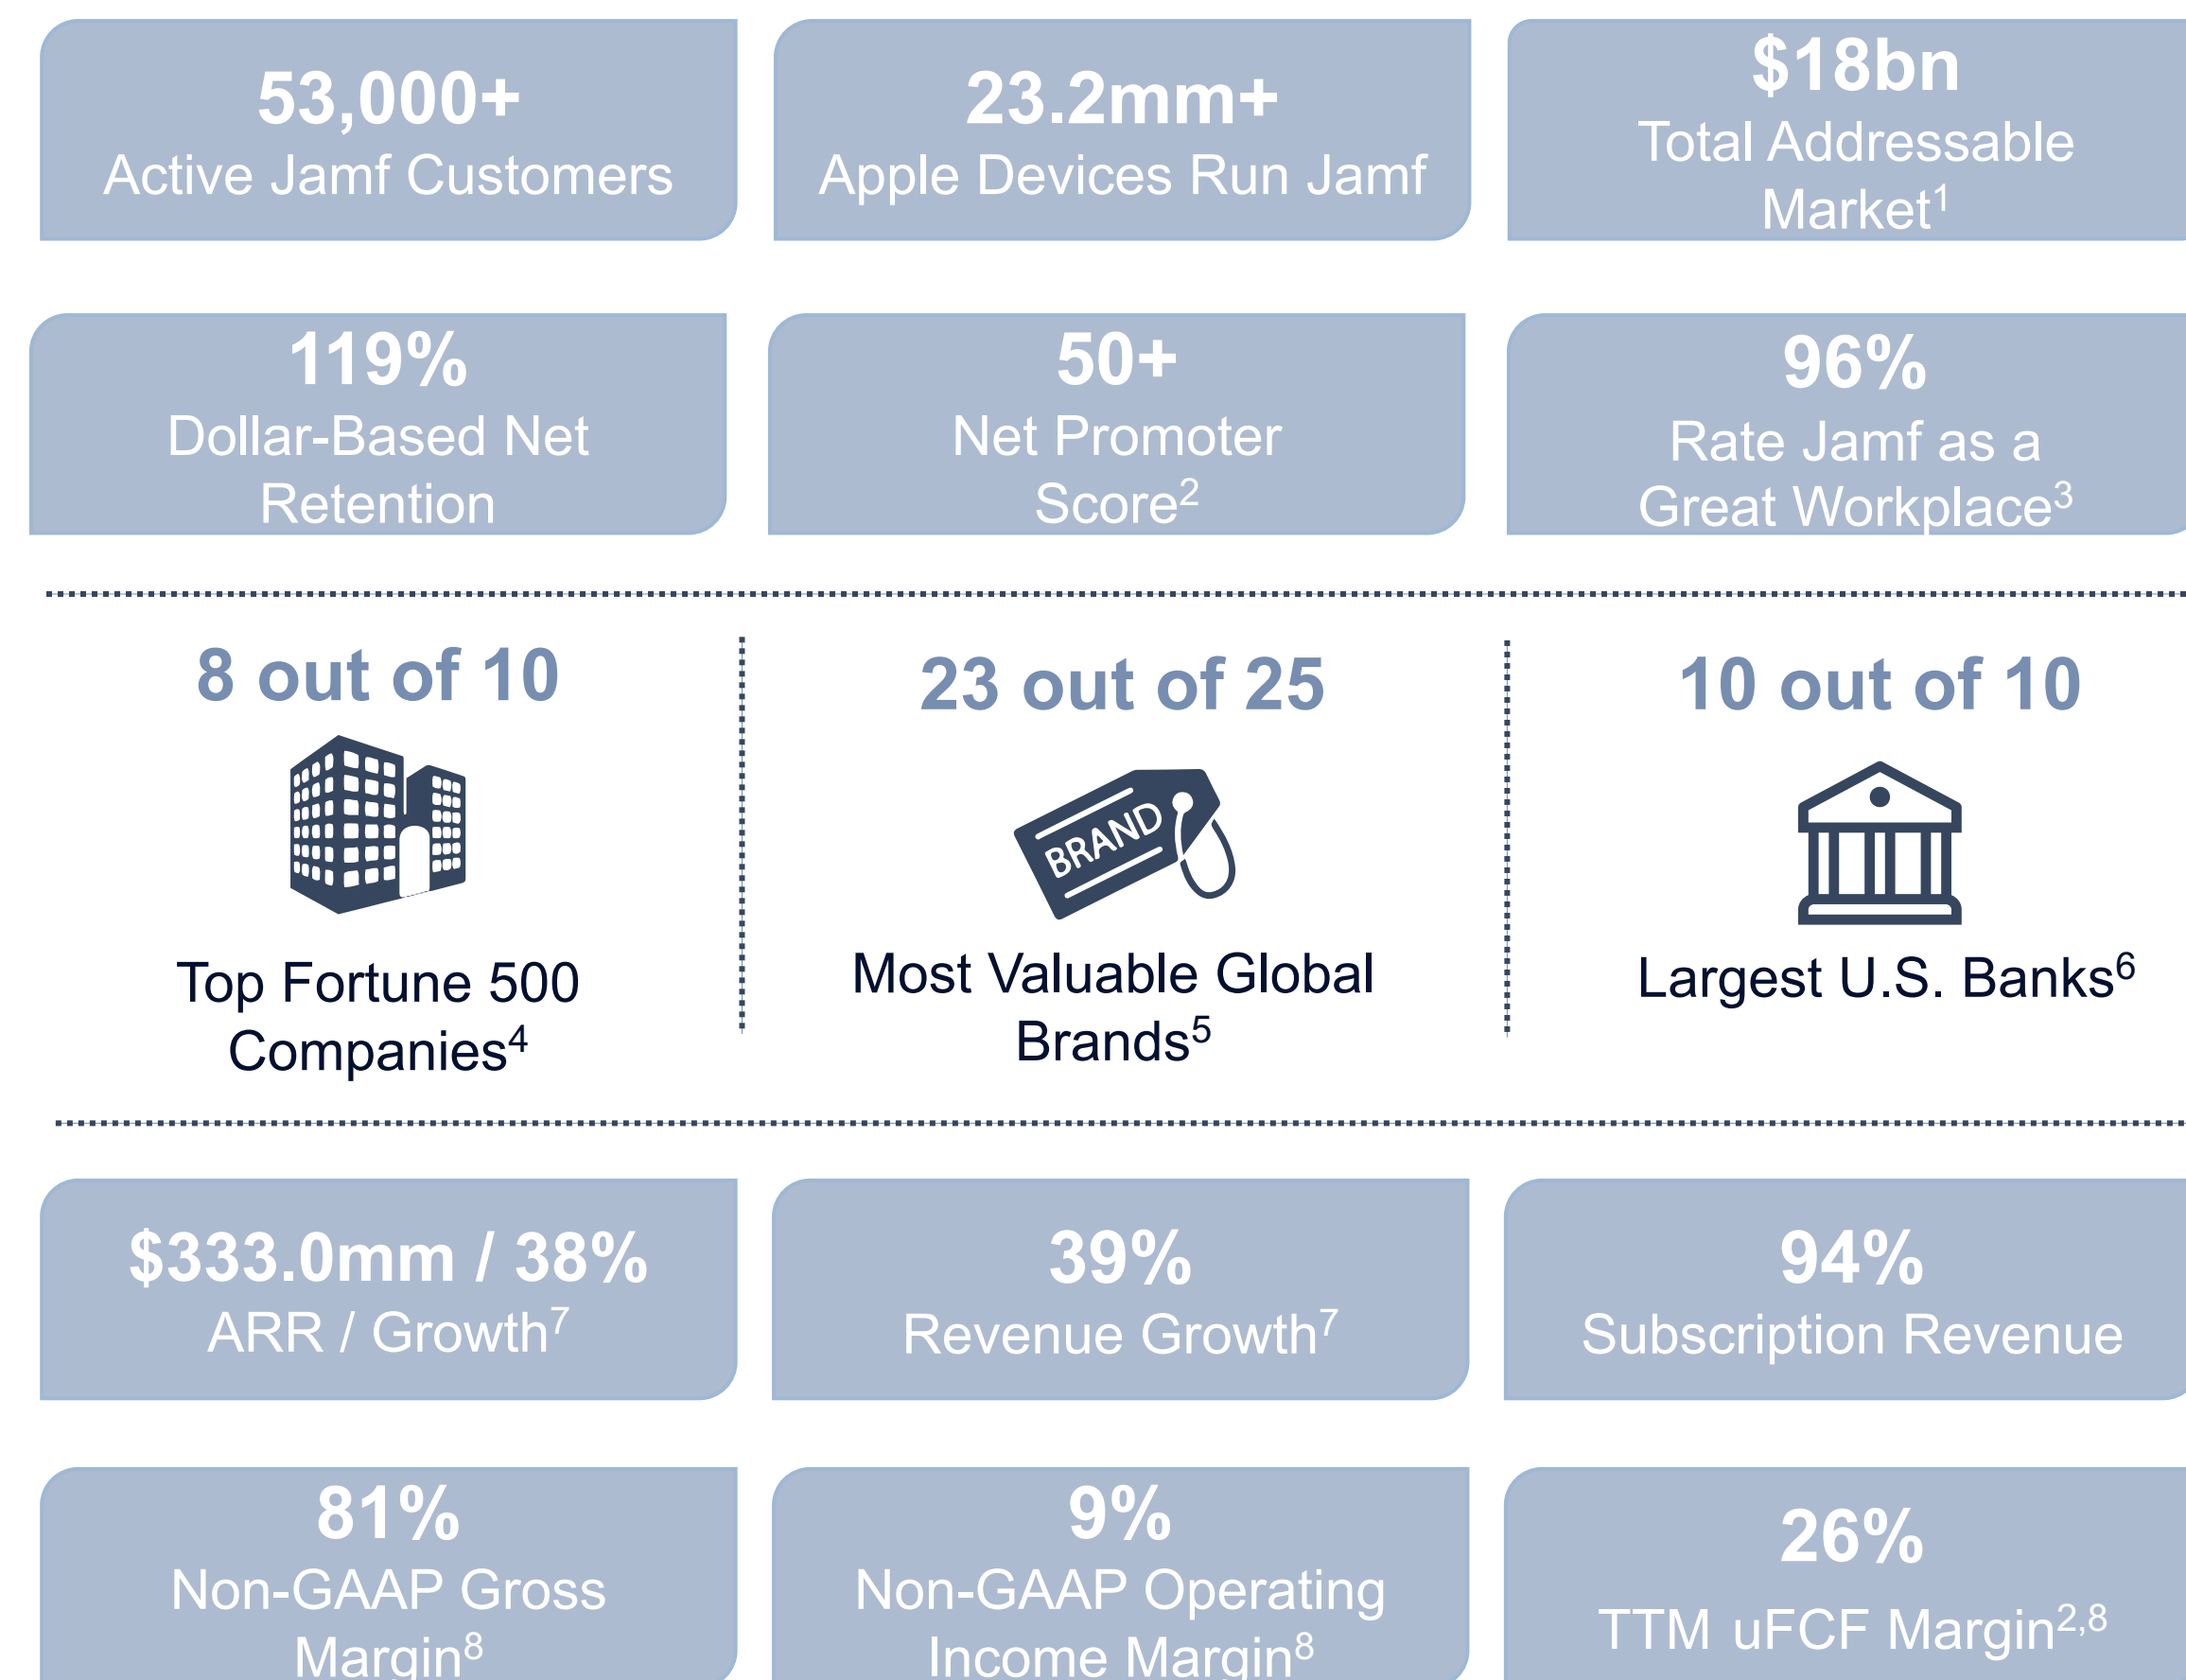 53,000+
Active Jamf Customers
23.2mm+
Apple Devices Run Jamf
$18bn
Total Addressable
Market¹
119%
Dollar-Based Net
Retention
50+
Net Promoter
Score²
96%
Rate Jamf as a
Great Workplace³
8 out of 10
Top Fortune 500
Companies⁴
23 out of 25
BRAND
Most Valuable Global
Brands⁵
10 out of 10
Largest U.S. Banks⁶
$333.0mm / 38%
ARR / Growth⁷
39%
Revenue Growth⁷
94%
Subscription Revenue
81%
Non-GAAP Gross
Margin⁸
9%
Non-GAAP Operating
Income Margin⁸
26%
TTM uFCF Margin²,⁸